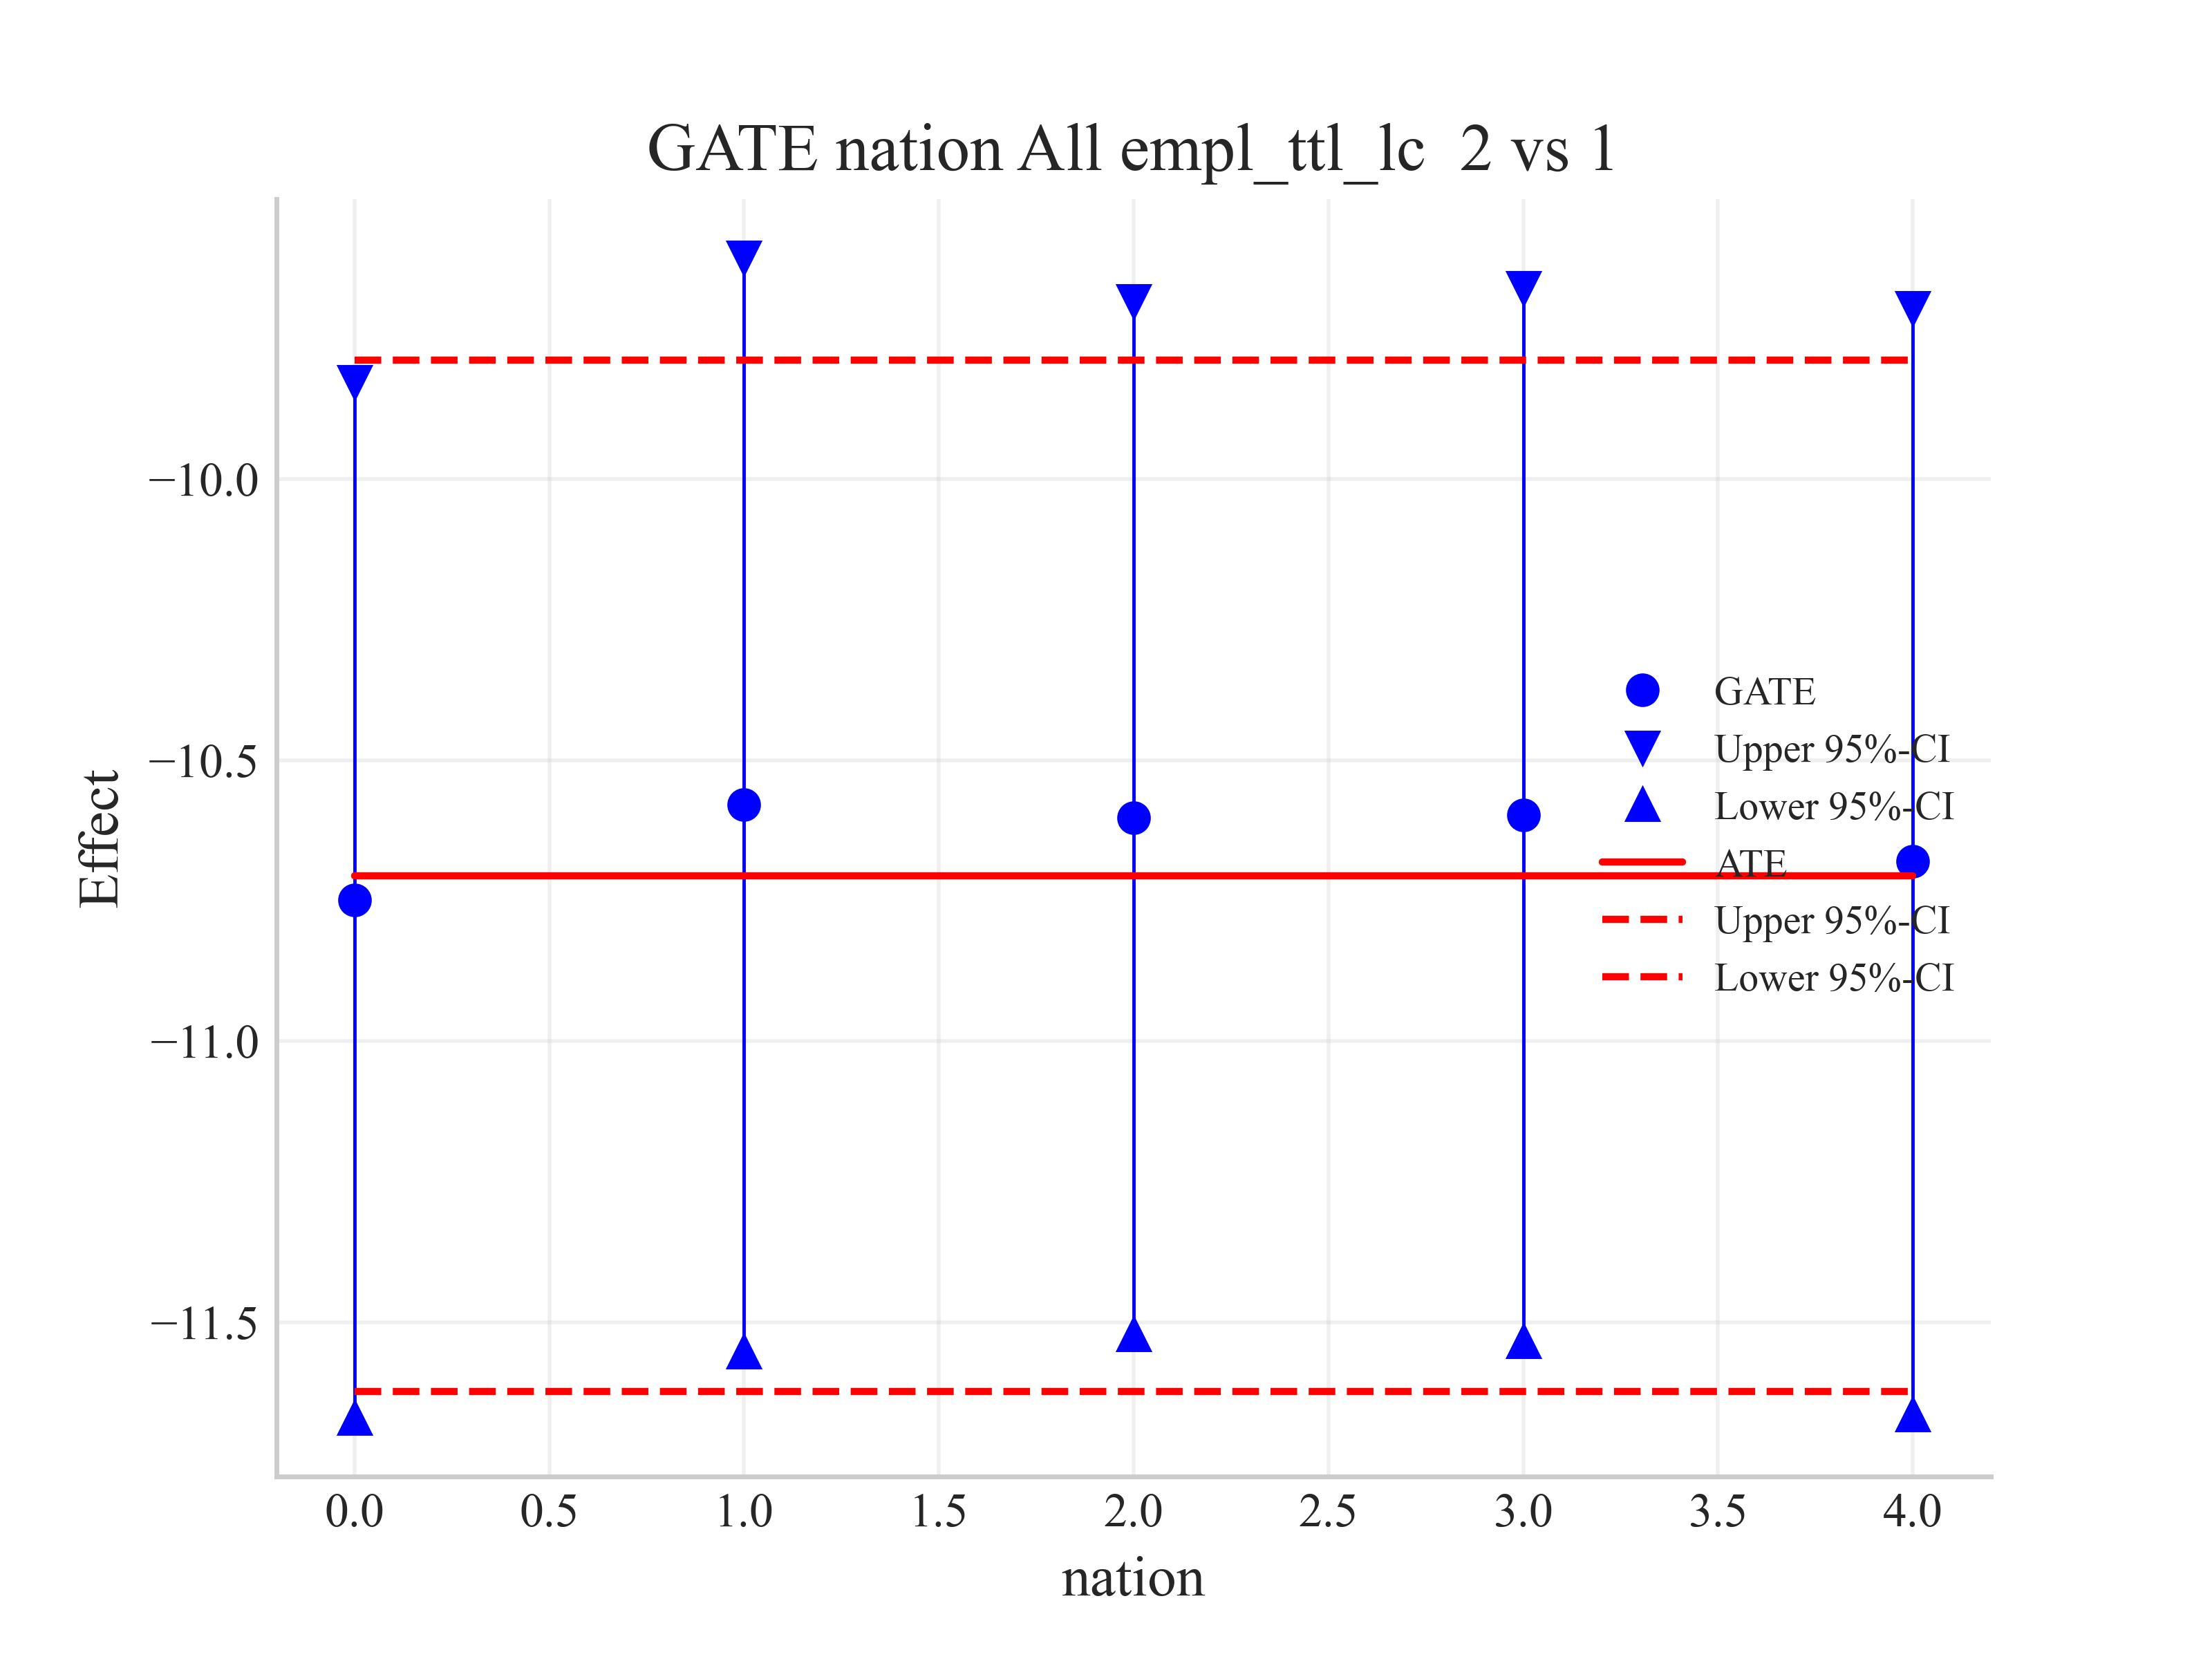 GATE nation All empl_ttl_lc  2 vs 1
Effect
−10.0
−10.5
−11.0
−11.5
GATE
Upper 95%-CI
Lower 95%-CI
ATE
Upper 95%-CI
Lower 95%-CI
0.0 0.5 1.0 1.5 2.0 2.5 3.0 3.5 4.0
nation